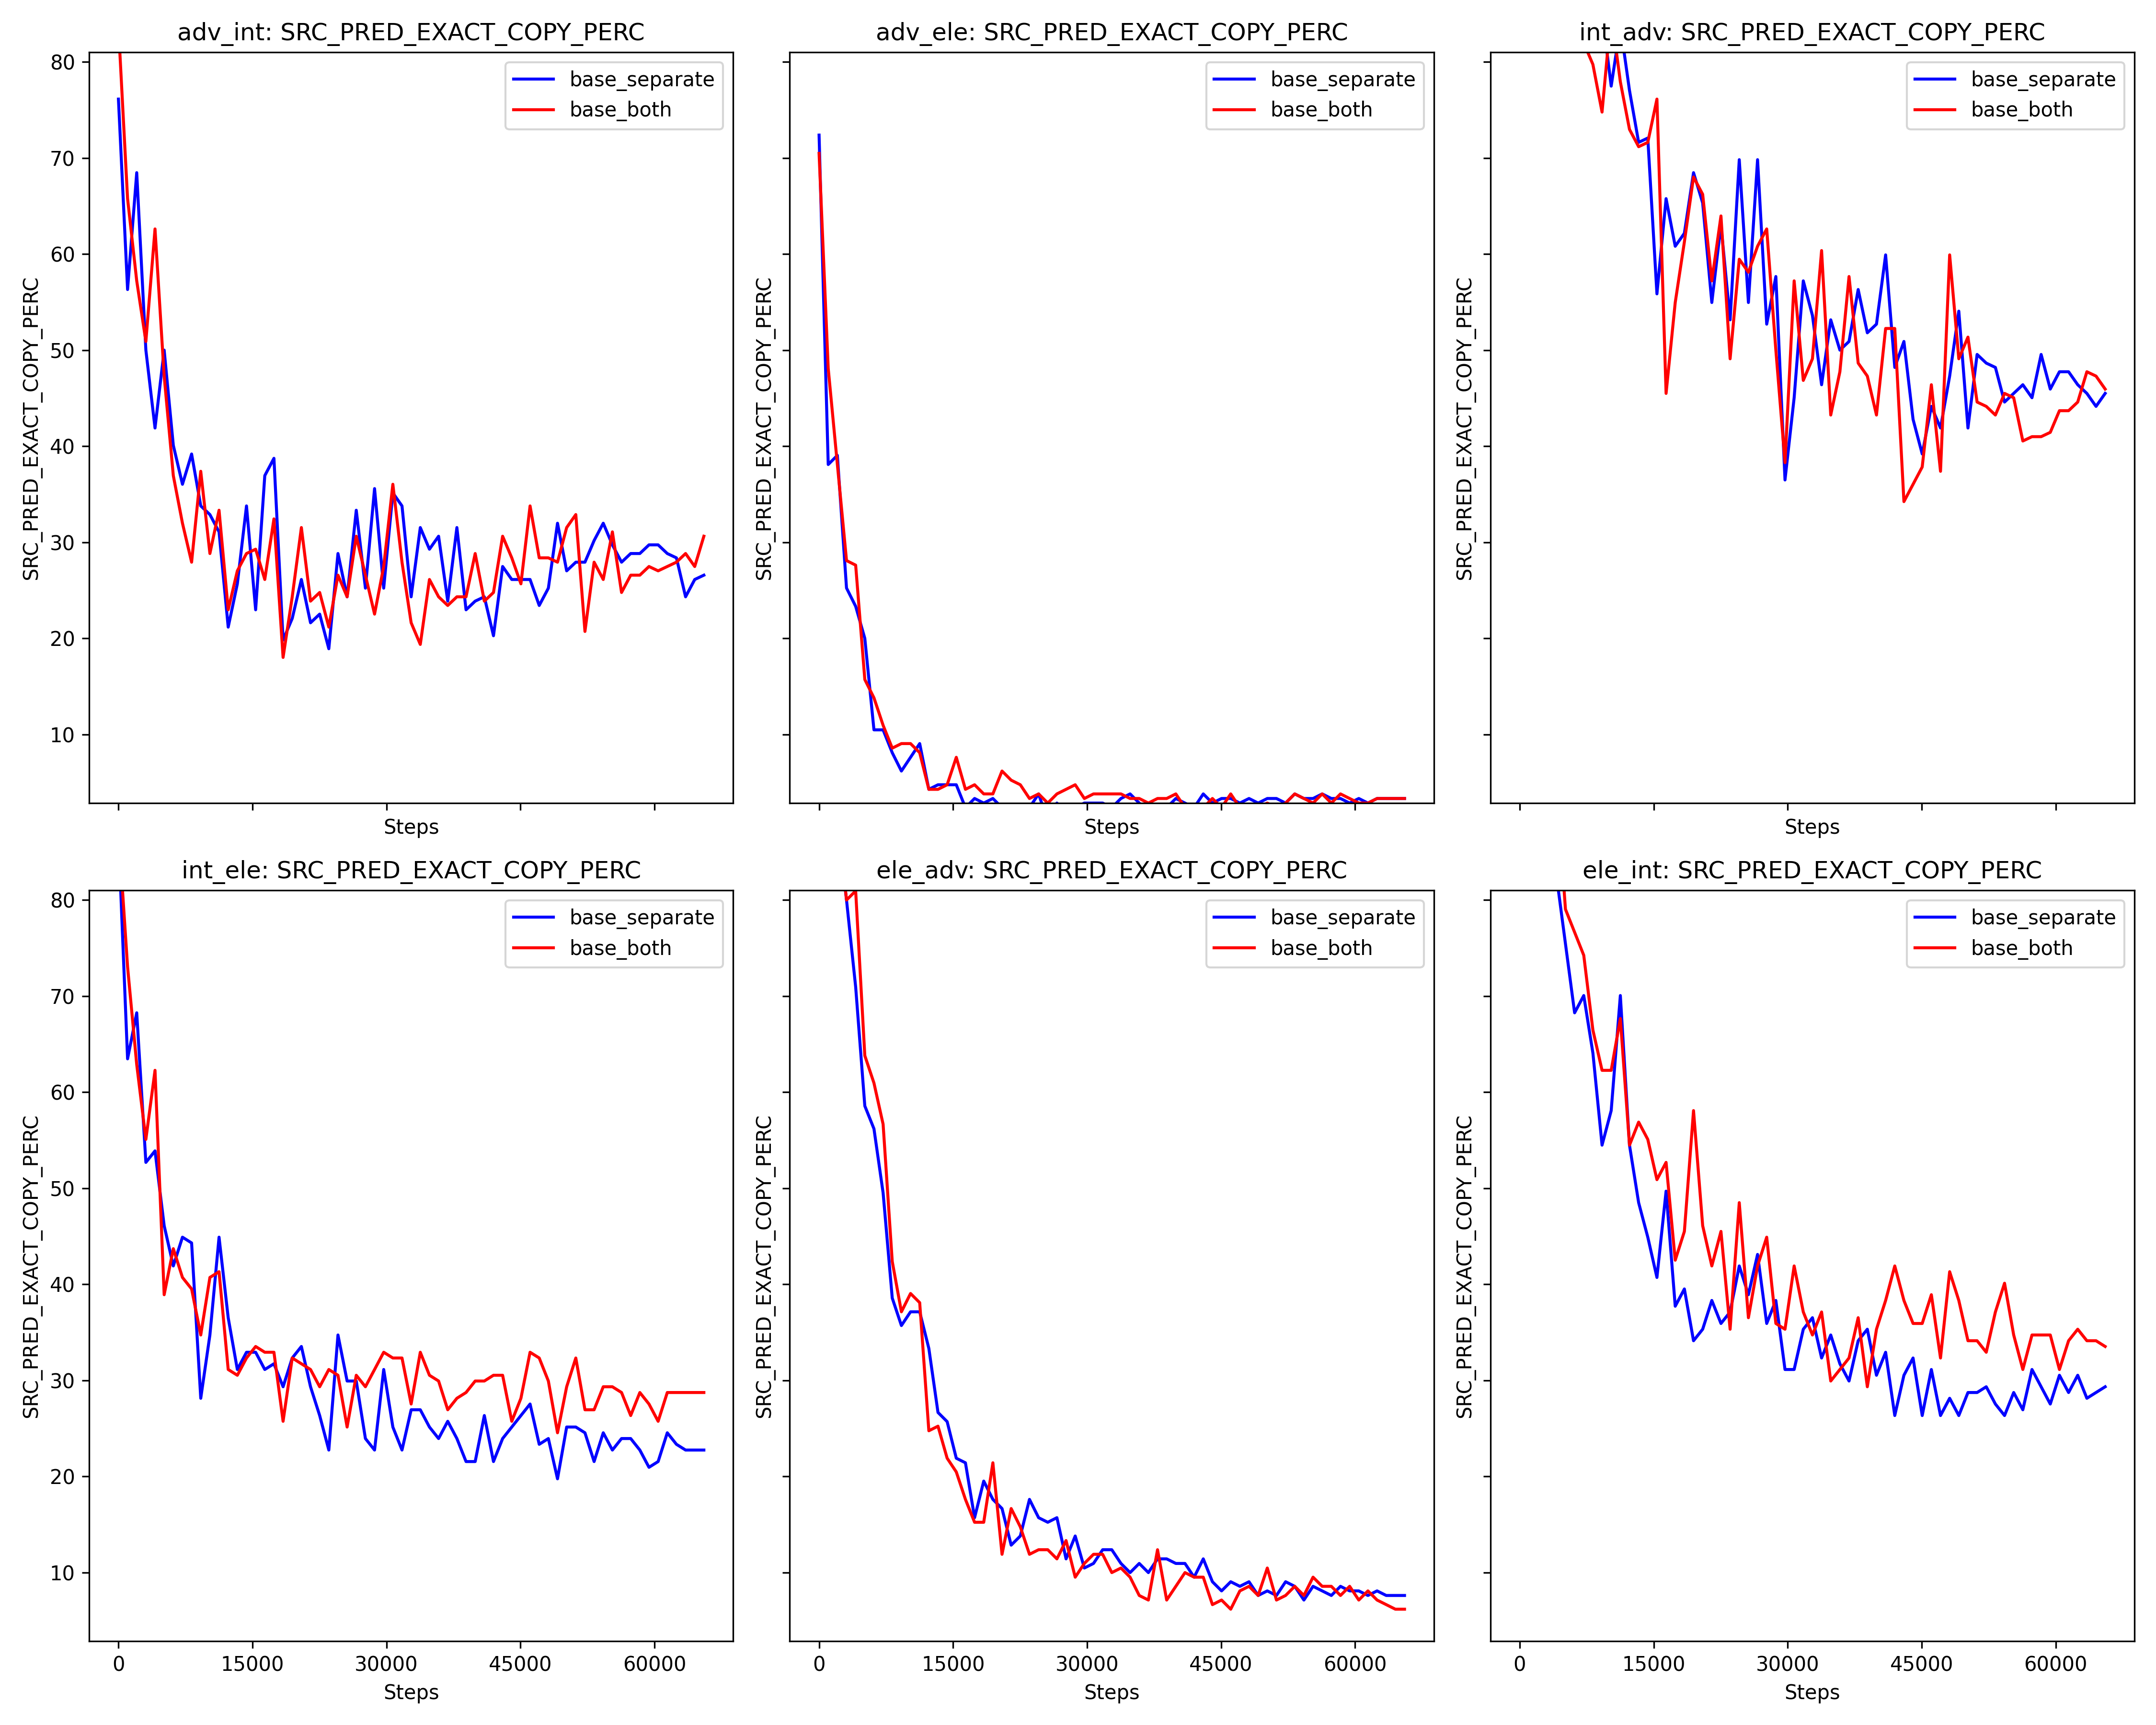 adv_int: SRC_PRED_EXACT_COPY_PERC
SRC_PRED_EXACT_COPY_PERC
80
70
60
50
40
30
20
10
base_separate
base_both
Steps
adv_ele: SRC_PRED_EXACT_COPY_PERC
SRC_PRED_EXACT_COPY_PERC
base_separate
base_both
Steps
int_adv: SRC_PRED_EXACT_COPY_PERC
SRC_PRED_EXACT_COPY_PERC
base_separate
base_both
Steps
int_ele: SRC_PRED_EXACT_COPY_PERC
SRC_PRED_EXACT_COPY_PERC
80
70
60
50
40
30
20
10
base_separate
base_both
0 15000 30000 45000 60000
Steps
ele_adv: SRC_PRED_EXACT_COPY_PERC
SRC_PRED_EXACT_COPY_PERC
base_separate
base_both
0 15000 30000 45000 60000
Steps
ele_int: SRC_PRED_EXACT_COPY_PERC
SRC_PRED_EXACT_COPY_PERC
base_separate
base_both
0 15000 30000 45000 60000
Steps